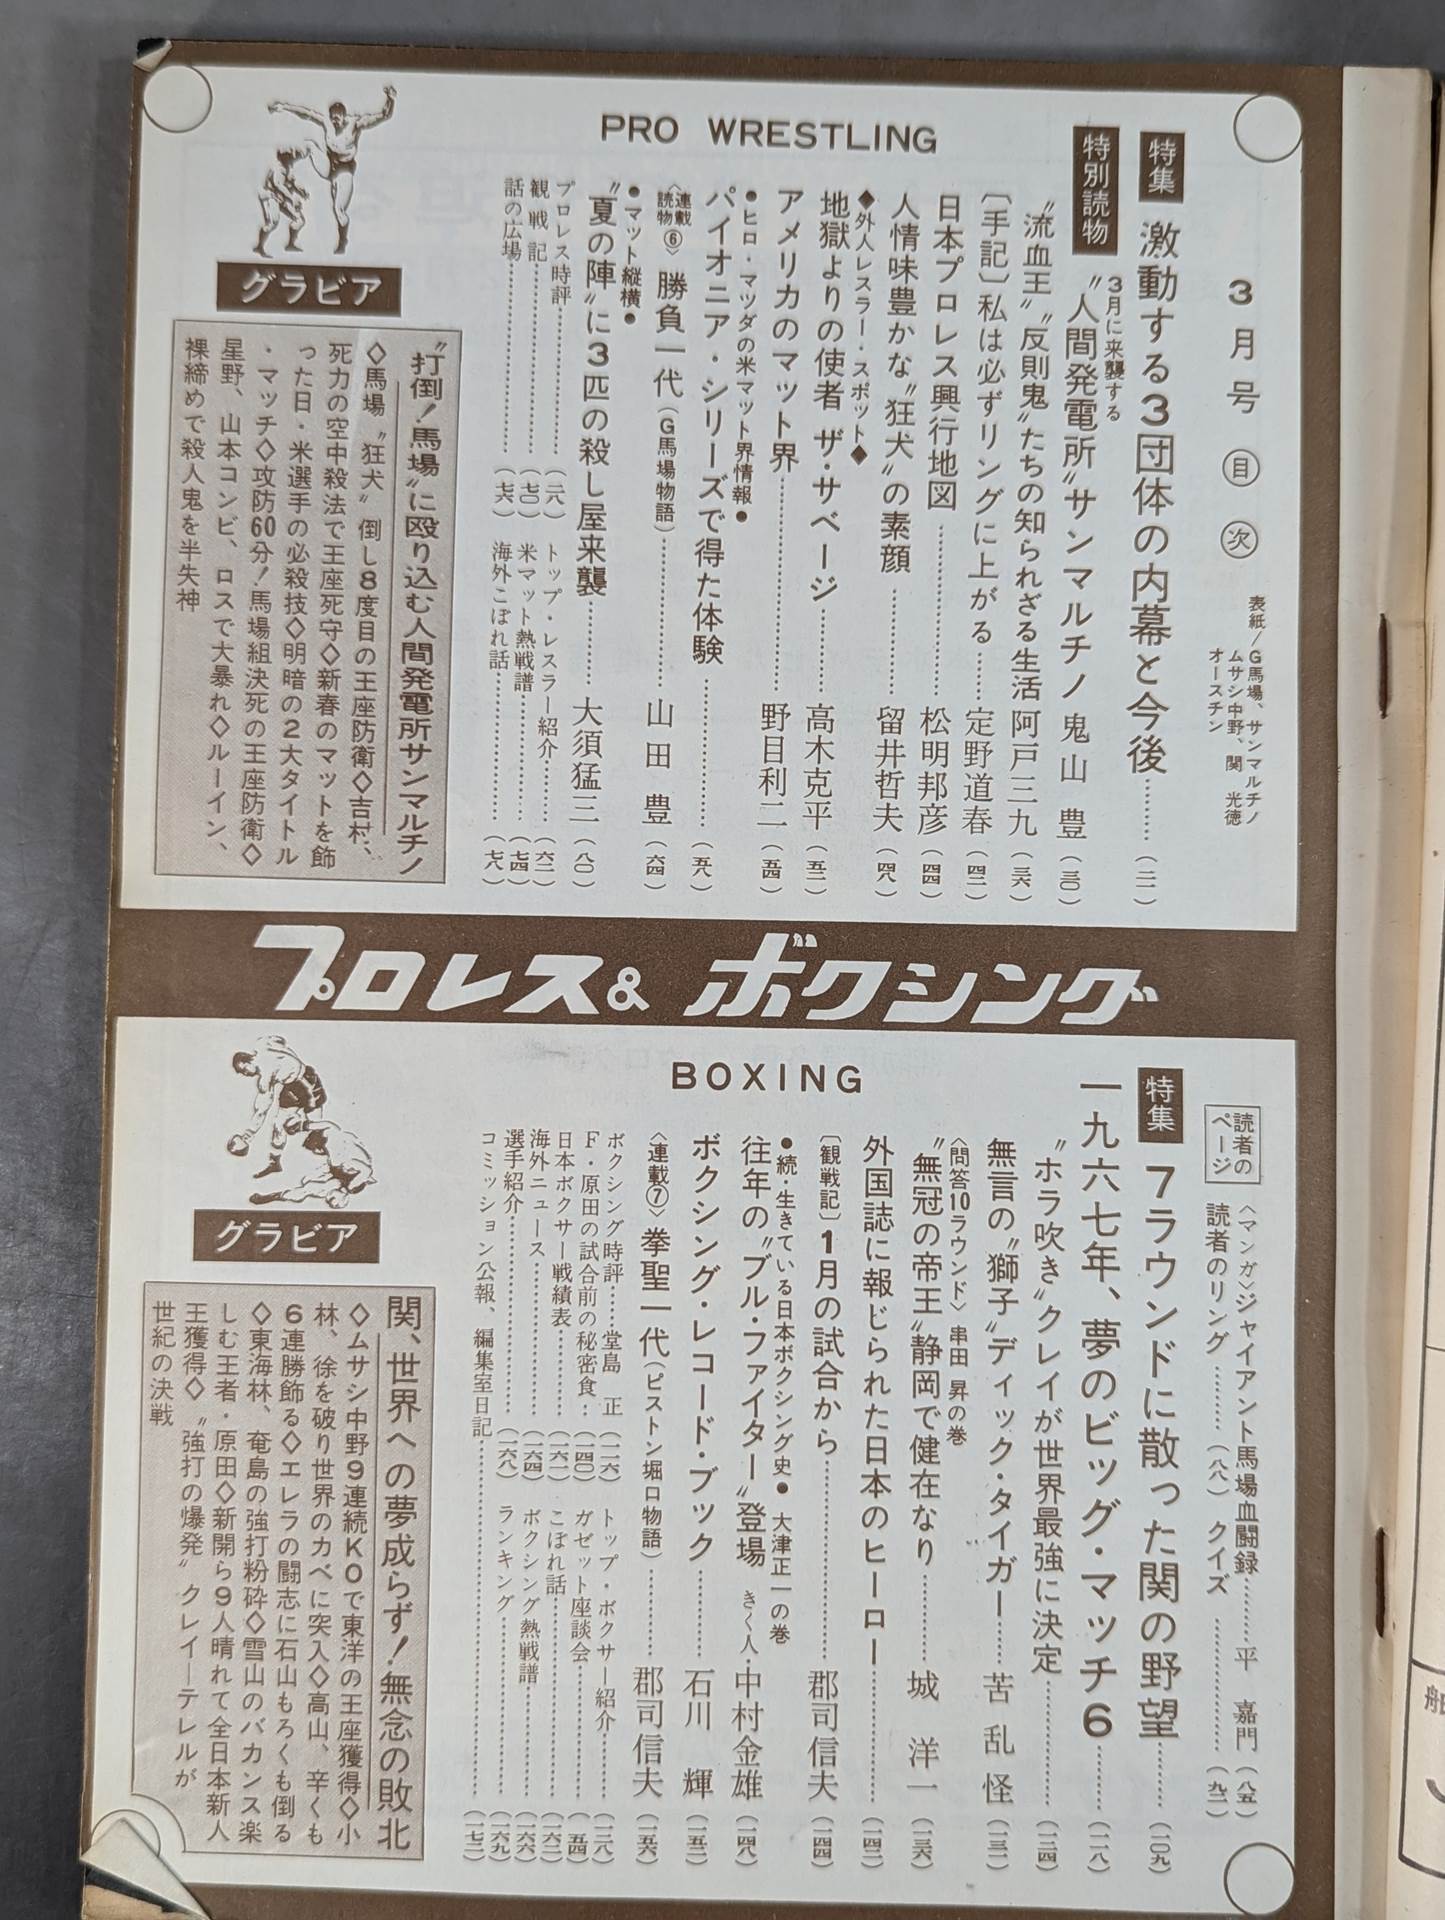 3月号 目次
表紙/G馬場、サンマルチノ
ムサシ中野、関 光徳
オースチン
PRO WRESTLING
特集 激動する3団体の内幕と今後………(二一)
特別読物
3月に来襲する
〝人間発電所〟サンマルチノ 鬼山 豊(三〇)
〝流血王〟〝反則鬼〟たちの知られざる生活 阿戸三九(三六)
〔手記〕私は必ずリングに上がる……定野道春(四二)
日本プロレス興行地図………松明邦彦(四四)
人情味豊かな〝狂犬〟の素顔………留井哲夫(四八)
◆外人レスラー・スポット◆
地獄よりの使者 ザ・サベージ………高木克平(五二)
アメリカのマット界………野目利二(五四)
●ヒロ・マツダの米マット界情報●
パイオニア・シリーズで得た体験………(五八)
〈連載読物⑥〉 勝負一代(G馬場物語)………山田 豊(六四)
●マット縦横●
〝夏の陣〟に3匹の殺し屋来襲………大須猛三(八〇)
プロレス時評………(二八)
観戦記………(七〇)
話の広場………(七六)
トップ・レスラー紹介………(六二)
米マット熱戦譜………(七四)
海外こぼれ話………(七八)
グラビア
〝打倒!馬場〟に殴り込む人間発電所サンマルチノ
◇馬場〝狂犬〟倒し8度目の王座防衛◇吉村、
死力の空中殺法で王座死守◇新春のマットを飾
った日・米選手の必殺技◇明暗の2大タイトル
・マッチ◇攻防60分!馬場組決死の王座防衛◇
星野、山本コンビ、ロスで大暴れ◇ルーイン、
裸締めで殺人鬼を半失神
プロレス&ボクシング
読者のページ
〈マンガ〉ジャイアント馬場血闘録………平 嘉門(八五)
読者のリング………(八八) クイズ………(九二)
BOXING
特集 7ラウンドに散った関の野望………(一〇九)
一九六七年、夢のビッグ・マッチ6………(一一八)
〝ホラ吹き〟クレイが世界最強に決定………(一二四)
無言の〝獅子〟ディック・タイガー……苦乱 怪(一三二)
〈問答10ラウンド〉串田 昇の巻
〝無冠の帝王〟静岡で健在なり………城 洋一(一三六)
外国誌に報じられた日本のヒーロー………(一四二)
〔観戦記〕1月の試合から………郡司信夫(一四四)
●続・生きている日本ボクシング史● 大津正一の巻
往年の〝ブル・ファイター〟登場 きく人・中村金雄(一四八)
ボクシング・レコード・ブック………石川 輝(一五二)
〈連載⑦〉拳聖一代(ピストン堀口物語)………郡司信夫(一五六)
ボクシング時評……堂島 正(一一六)
F・原田の試合前の秘密食‥(一四〇)
日本ボクサー戦績表………(一六一)
海外ニュース………(一六四)
選手紹介………(一六八)
コミッション公報、編集室日記………(一七二)
トップ・ボクサー紹介………(一二八)
ガゼット座談会………(五四)
こぼれ話………(一六二)
ボクシング熱戦譜………(一六六)
ランキング………(一六九)
グラビア
関、世界への夢成らず!無念の敗北
◇ムサシ中野9連続KOで東洋の王座獲得◇小
林、徐を破り世界のカベに突入◇高山、辛くも
6連勝飾る◇エレラの闘志に石山もろくも倒る
◇東海林、奄島の強打粉砕◇雪山のバカンス楽
しむ王者・原田◇新開ら9人晴れて全日本新人
王獲得◇〝強打の爆発〟クレイーテレルが
世紀の決戦